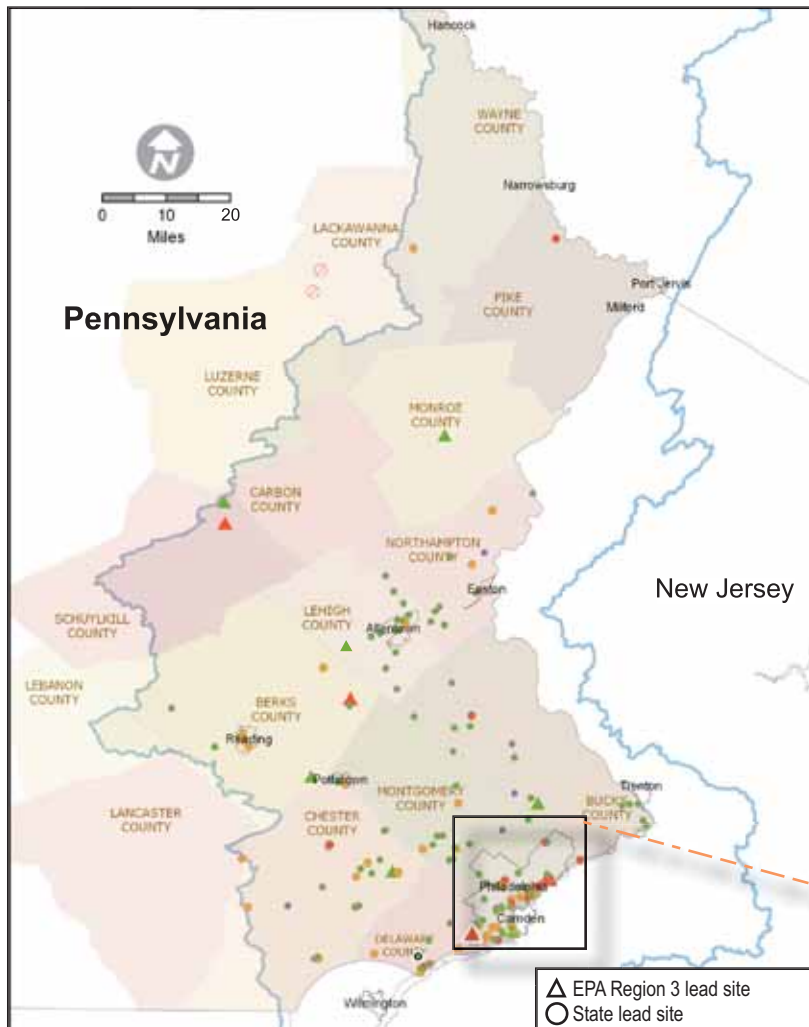 Hancock
WAYNE
COUNTY
N
Narrowsburg
0 10 20
Miles
LACKAWANNA
COUNTY
Port Jervis
PIKE
COUNTY
Milford
Pennsylvania
LUZERNE
COUNTY
MONROE
COUNTY
CARBON
COUNTY
NORTHAMPTON
COUNTY
Easton
New Jersey
SCHUYLKILL
COUNTY
LEHIGH
COUNTY
Allentown
LEBANON
COUNTY
BERKS
COUNTY
Reading
Pottstown
MONTGOMERY
COUNTY
BUCKS
COUNTY
Trenton
LANCASTER
COUNTY
CHESTER
COUNTY
Philadelphia
Camden
DELAWARE
COUNTY
Wilmington
EPA Region 3 lead site
State lead site